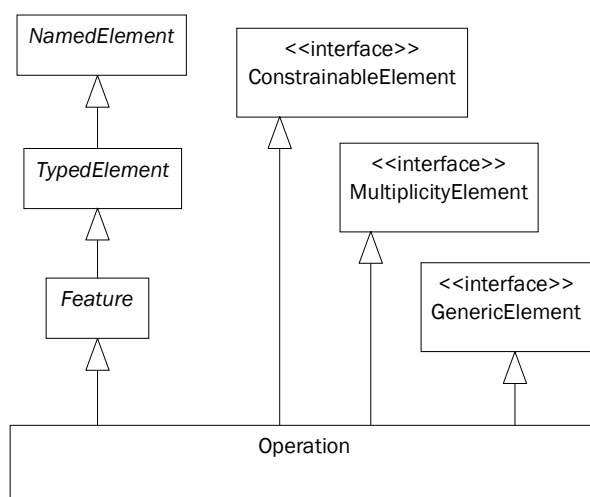 NamedElement
<<interface>>
ConstrainableElement
TypedElement
<<interface>>
MultiplicityElement
Feature
<<interface>>
GenericElement
Operation